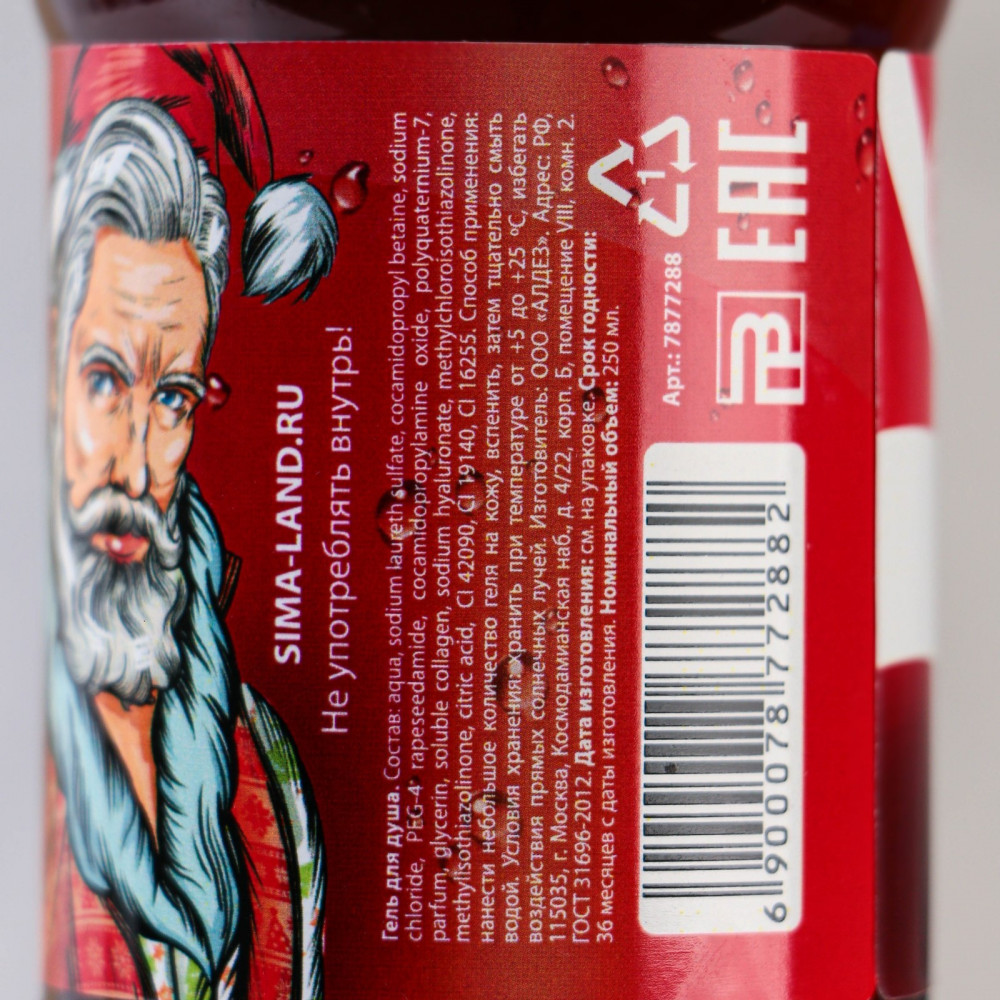 SIMA-LAND.RU
Не употреблять внутрь!
Гель для душа. Состав: aqua, sodium laureth sulfate, cocamidopropyl betaine, sodium
chloride, PEG-4 rapeseedamide, cocamidopropylamine oxide, polyquaternium-7,
parfum, glycerin, soluble collagen, sodium hyaluronate, methylchloroisothiazolinone,
methylisothiazolinone, citric acid, CI 42090, CI 19140, CI 16255. Способ применения:
нанести небольшое количество геля на кожу, вспенить, затем тщательно смыть
водой. Условия хранения: хранить при температуре от +5 до +25 °С, избегать
воздействия прямых солнечных лучей. Изготовитель: ООО «АЛДЕЗ». Адрес: РФ,
115035, г. Москва, Космодамианская наб., д. 4/22, корп. Б, помещение VIII, комн. 2.
ГОСТ 31696-2012. Дата изготовления: см. на упаковке. Срок годности:
36 месяцев с даты изготовления. Номинальный объем: 250 мл.
1
Арт.: 7877288
EAC
6 900078 772882